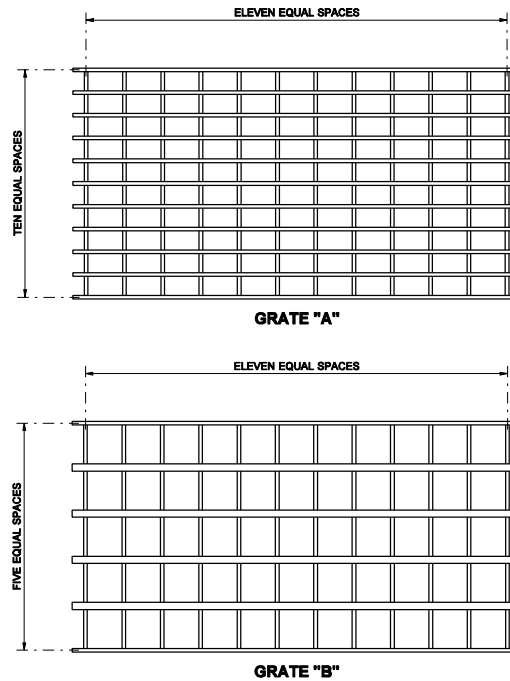 ELEVEN EQUAL SPACES
TEN EQUAL SPACES
GRATE "A"
ELEVEN EQUAL SPACES
FIVE EQUAL SPACES
GRATE "B"